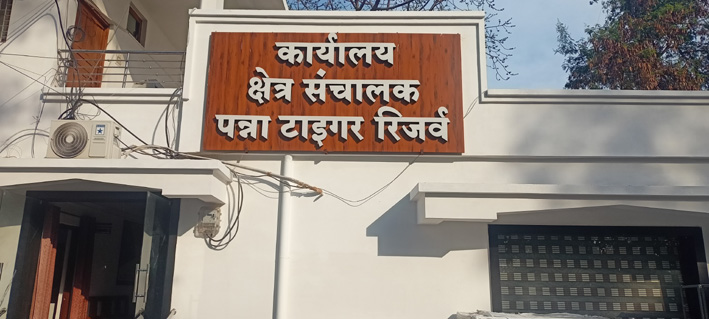 कार्यालय
क्षेत्र संचालक
पन्ना टाइगर रिजर्व